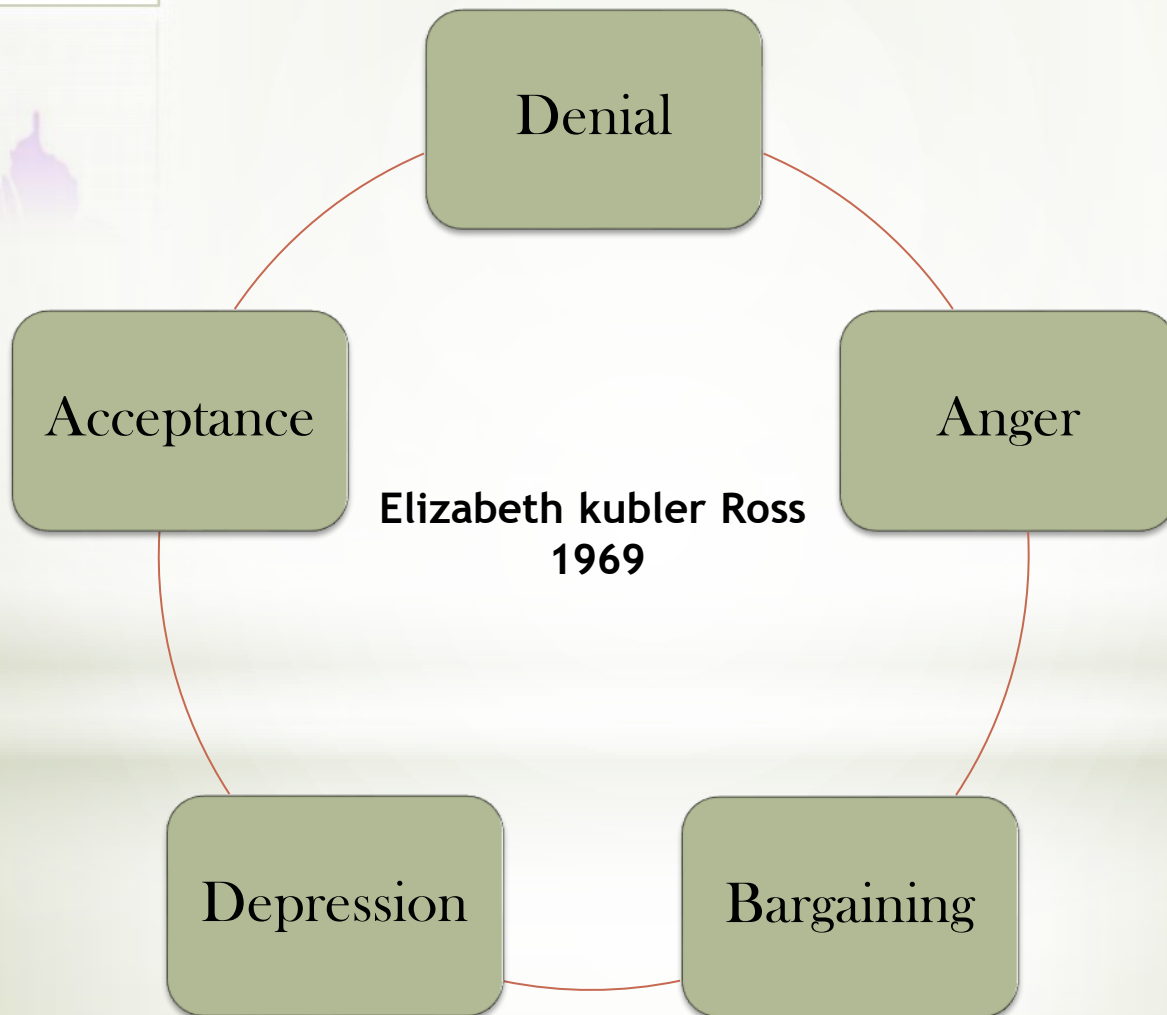 Denial
Anger
Bargaining
Depression
Acceptance
Elizabeth kubler Ross
1969